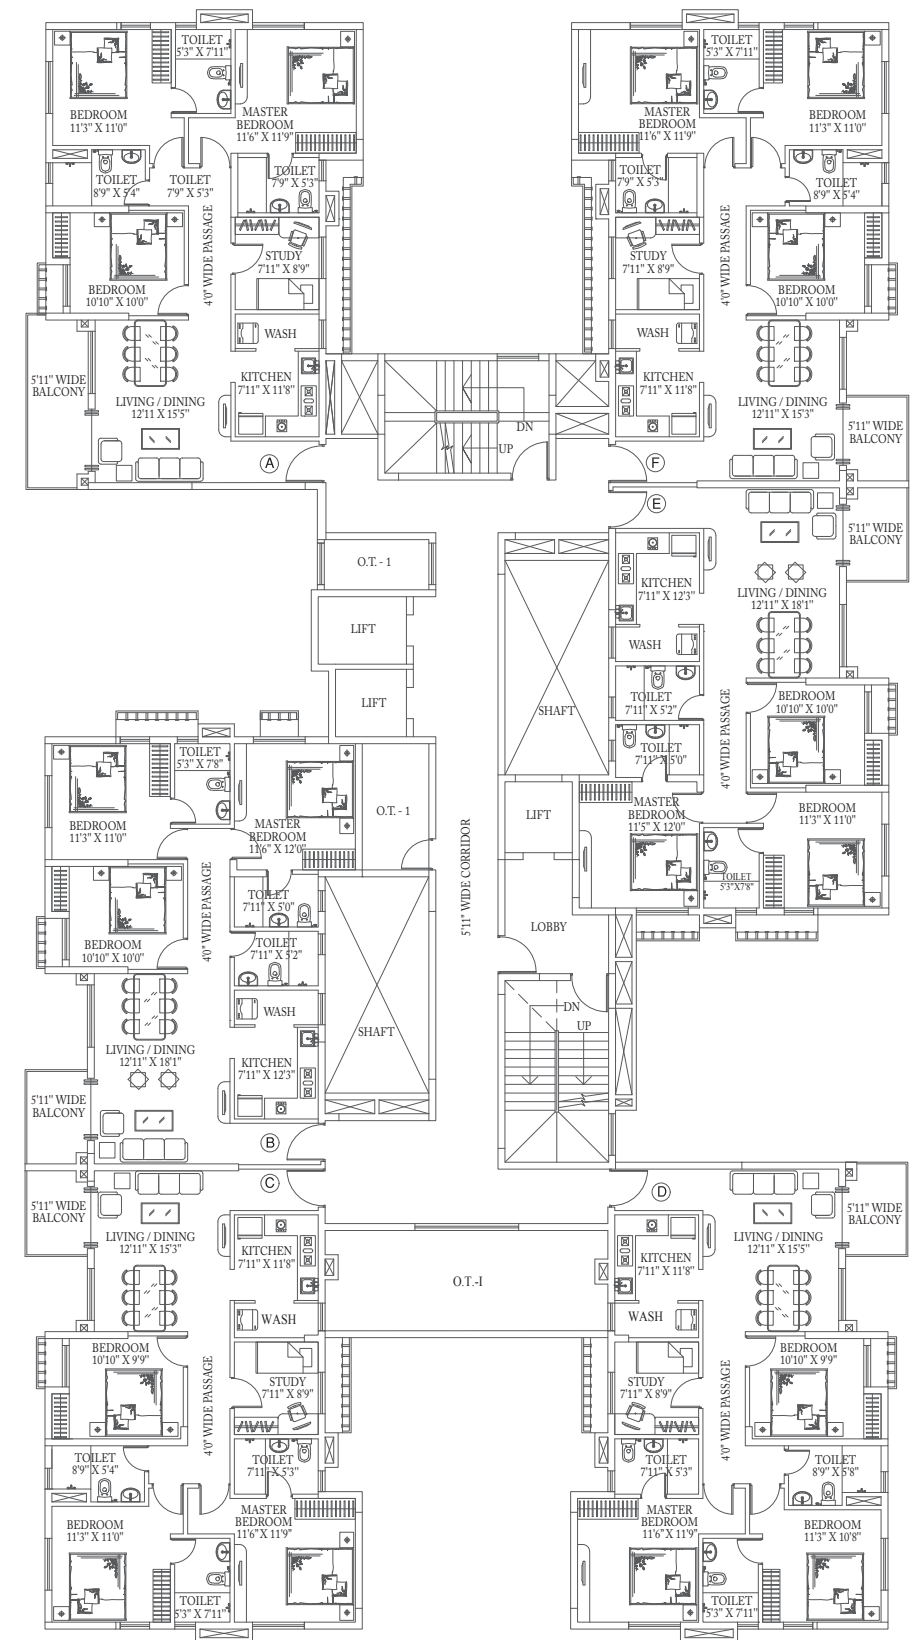 TOILET
5'3" X 7'11"
BEDROOM
11'3" X 11'0"
MASTER
BEDROOM
11'6" X 11'9"
TOILET
8'9" X 5'4"
TOILET
7'9" X 5'3"
TOILET
7'9" X 5'3"
4'0" WIDE PASSAGE
STUDY
7'11" X 8'9"
BEDROOM
10'10" X 10'0"
WASH
5'11" WIDE
BALCONY
KITCHEN
7'11" X 11'8"
LIVING / DINING
12'11" X 15'5"
A
DN
UP
TOILET
5'3" X 7'11"
MASTER
BEDROOM
11'6" X 11'9"
BEDROOM
11'3" X 11'0"
TOILET
7'9" X 5'3"
TOILET
8'9" X 5'4"
4'0" WIDE PASSAGE
STUDY
7'11" X 8'9"
BEDROOM
10'10" X 10'0"
WASH
KITCHEN
7'11" X 11'8"
LIVING / DINING
12'11" X 15'3"
5'11" WIDE
BALCONY
F
E
5'11" WIDE
BALCONY
O.T. - 1
LIFT
LIFT
KITCHEN
7'11" X 12'3"
LIVING / DINING
12'11" X 18'1"
WASH
TOILET
7'11" X 5'2"
BEDROOM
10'10" X 10'0"
SHAFT
TOILET
7'11" X 5'0"
4'0" WIDE PASSAGE
MASTER
BEDROOM
11'5" X 12'0"
BEDROOM
11'3" X 11'0"
LIFT
TOILET
5'3"X7'8"
LOBBY
5'11" WIDE CORRIDOR
TOILET
5'3" X 7'8"
BEDROOM
11'3" X 11'0"
MASTER
BEDROOM
11'6" X 12'0"
O.T. - 1
4'0" WIDE PASSAGE
TOILET
7'11" X 5'0"
BEDROOM
10'10" X 10'0"
TOILET
7'11" X 5'2"
WASH
SHAFT
LIVING / DINING
12'11" X 18'1"
KITCHEN
7'11" X 12'3"
5'11" WIDE
BALCONY
B
DN
UP
C
5'11" WIDE
BALCONY
LIVING / DINING
12'11" X 15'3"
KITCHEN
7'11" X 11'8"
WASH
O.T.-I
BEDROOM
10'10" X 9'9"
4'0" WIDE PASSAGE
STUDY
7'11" X 8'9"
TOILET
8'9" X 5'4"
TOILET
7'11" X 5'3"
MASTER
BEDROOM
11'6" X 11'9"
BEDROOM
11'3" X 11'0"
TOILET
5'3" X 7'11"
D
5'11" WIDE
BALCONY
LIVING / DINING
12'11" X 15'5"
KITCHEN
7'11" X 11'8"
WASH
BEDROOM
10'10" X 9'9"
STUDY
7'11" X 8'9"
4'0" WIDE PASSAGE
TOILET
7'11" X 5'3"
TOILET
8'9" X 5'8"
MASTER
BEDROOM
11'6" X 11'9"
BEDROOM
11'3" X 10'8"
TOILET
5'3" X 7'11"